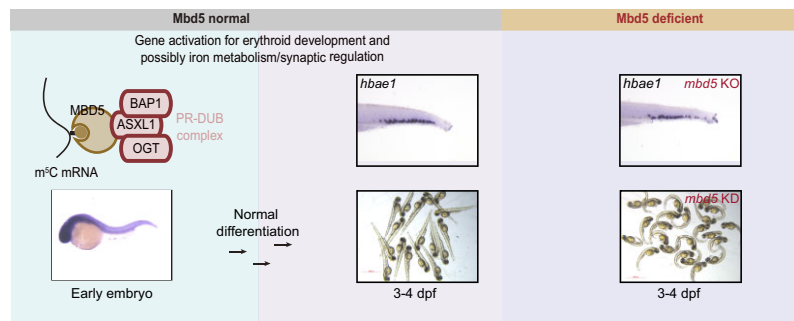 Mbd5 normal
Mbd5 deficient
Gene activation for erythroid development and
possibly iron metabolism/synaptic regulation
MBD5
BAP1
ASXL1
OGT
PR-DUB
complex
m⁵C mRNA
hbae1
hbae1 mbd5 KO
Normal
differentiation
mbd5 KD
Early embryo
3-4 dpf
3-4 dpf